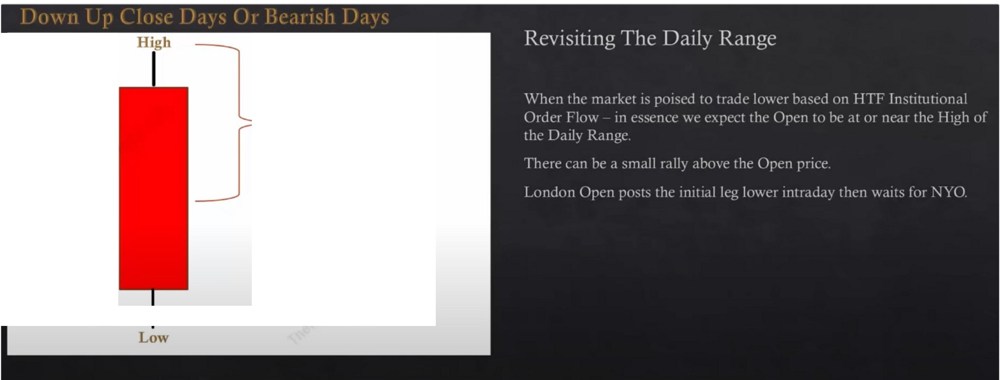 Down Up Close Days Or Bearish Days
High
Low
Revisiting The Daily Range
When the market is poised to trade lower based on HTF Institutional
Order Flow – in essence we expect the Open to be at or near the High of
the Daily Range.
There can be a small rally above the Open price.
London Open posts the initial leg lower intraday then waits for NYO.